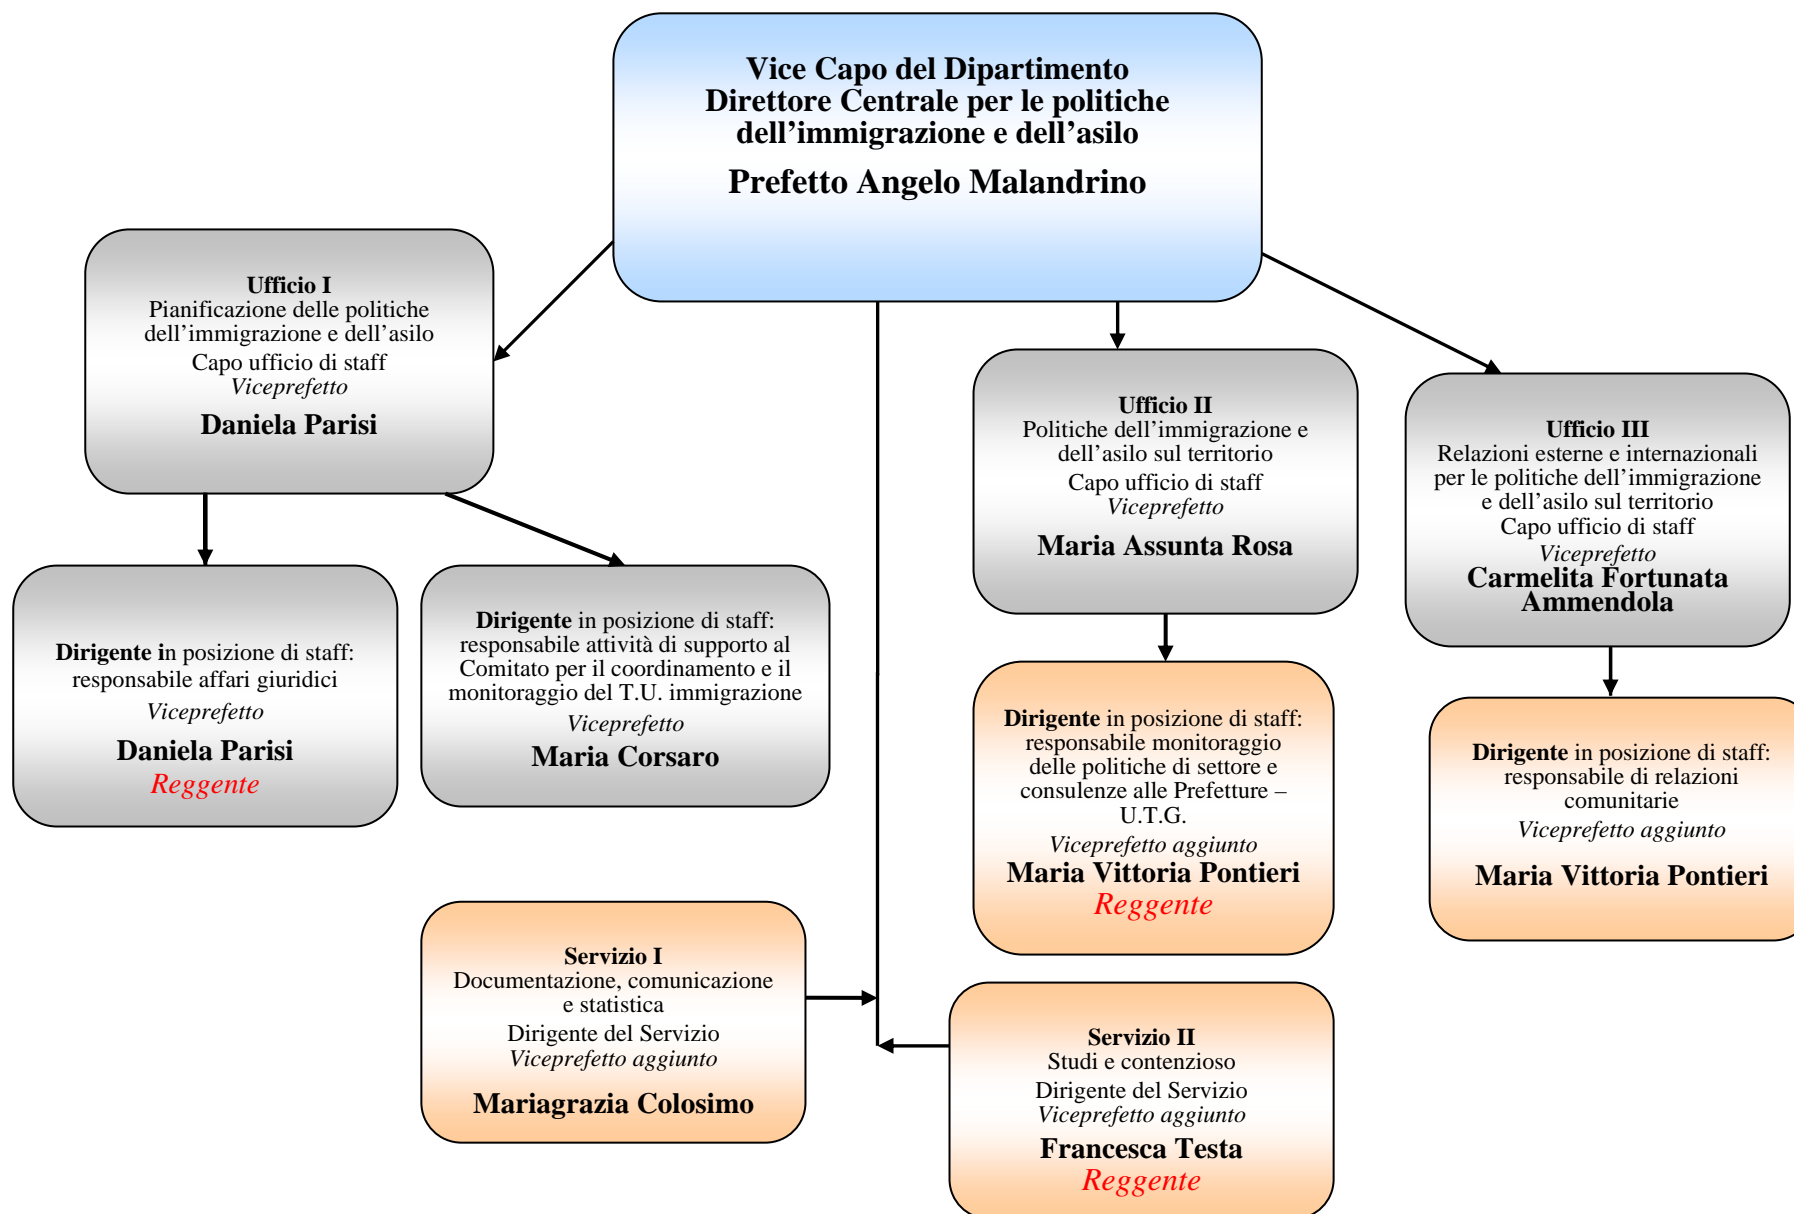 Vice Capo del Dipartimento
Direttore Centrale per le politiche
dell’immigrazione e dell’asilo
Prefetto Angelo Malandrino
Ufficio I
Pianificazione delle politiche
dell’immigrazione e dell’asilo
Capo ufficio di staff
Viceprefetto
Daniela Parisi
Ufficio II
Politiche dell’immigrazione e
dell’asilo sul territorio
Capo ufficio di staff
Viceprefetto
Maria Assunta Rosa
Ufficio III
Relazioni esterne e internazionali
per le politiche dell’immigrazione
e dell’asilo sul territorio
Capo ufficio di staff
Viceprefetto
Carmelita Fortunata
Ammendola
Dirigente in posizione di staff:
responsabile affari giuridici
Viceprefetto
Daniela Parisi
Reggente
Dirigente in posizione di staff:
responsabile attività di supporto al
Comitato per il coordinamento e il
monitoraggio del T.U. immigrazione
Viceprefetto
Maria Corsaro
Dirigente in posizione di staff:
responsabile monitoraggio
delle politiche di settore e
consulenze alle Prefetture –
U.T.G.
Viceprefetto aggiunto
Maria Vittoria Pontieri
Reggente
Dirigente in posizione di staff:
responsabile di relazioni
comunitarie
Viceprefetto aggiunto
Maria Vittoria Pontieri
Servizio I
Documentazione, comunicazione
e statistica
Dirigente del Servizio
Viceprefetto aggiunto
Mariagrazia Colosimo
Servizio II
Studi e contenzioso
Dirigente del Servizio
Viceprefetto aggiunto
Francesca Testa
Reggente